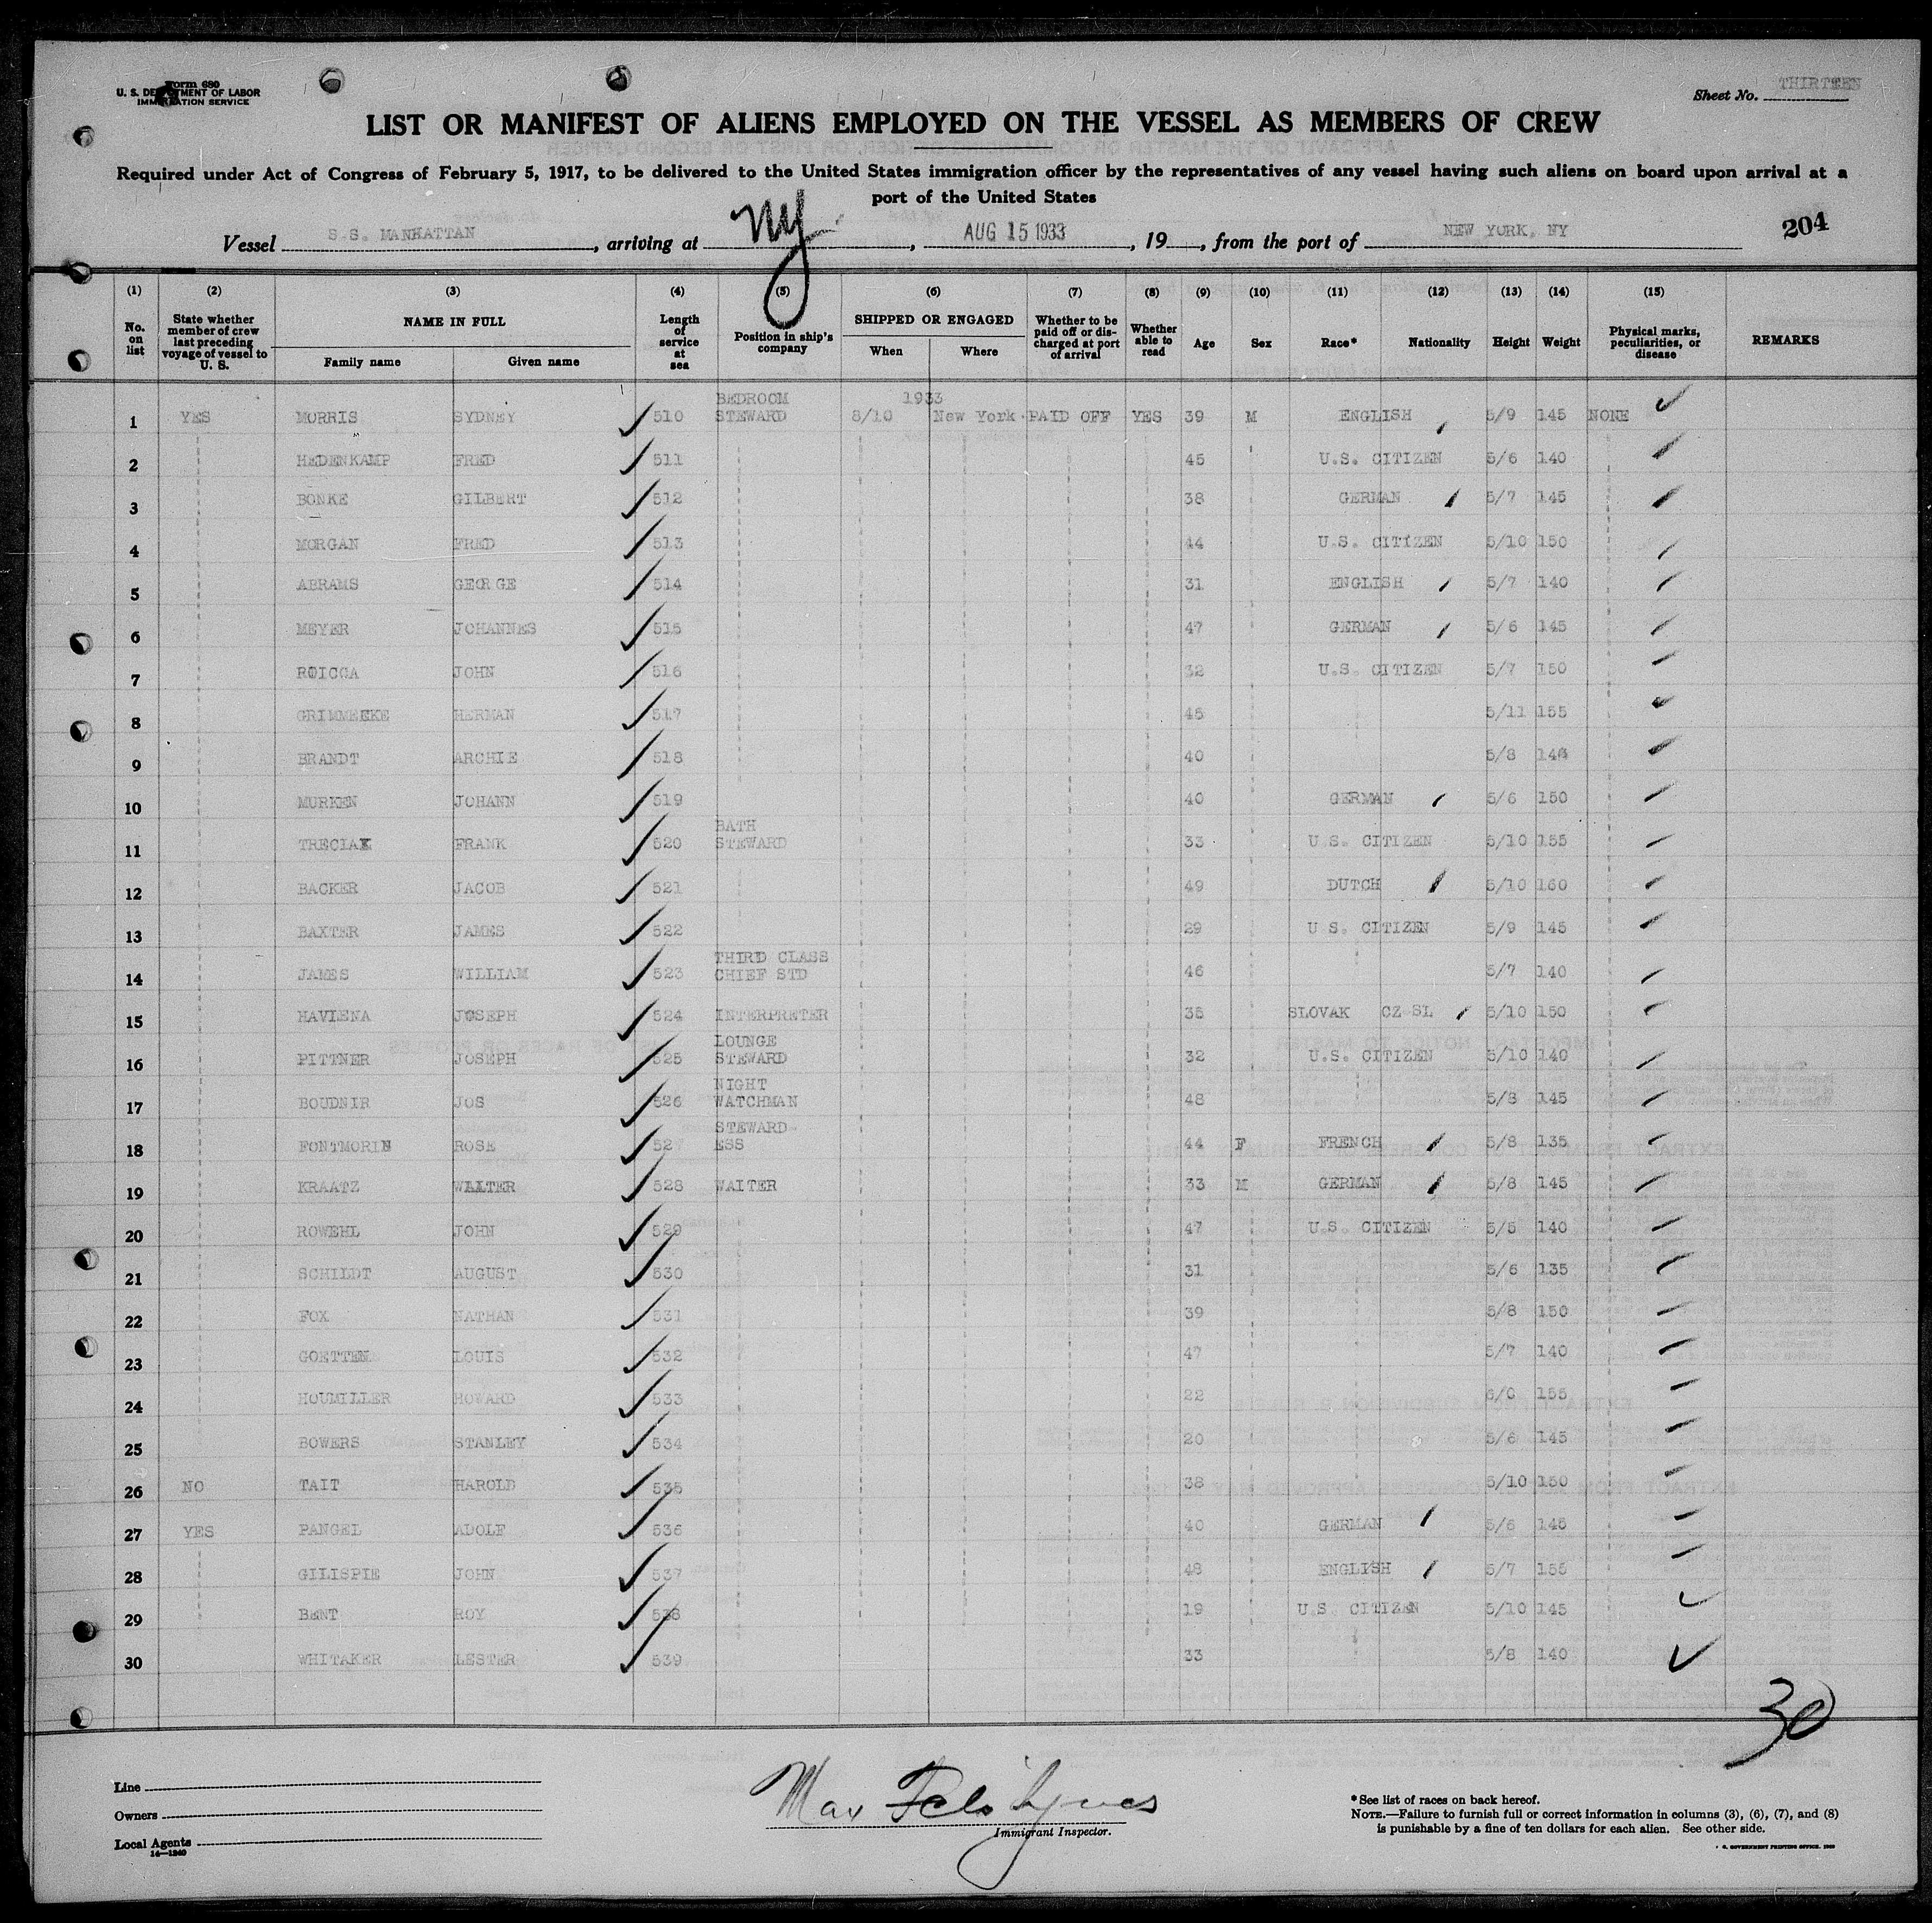 Form 680
U. S. DEPARTMENT OF LABOR
IMMIGRATION SERVICE
Sheet No. THIRTEEN
LIST OR MANIFEST OF ALIENS EMPLOYED ON THE VESSEL AS MEMBERS OF CREW
Required under Act of Congress of February 5, 1917, to be delivered to the United States immigration officer by the representatives of any vessel having such aliens on board upon arrival at a
port of the United States
Vessel S.S. MANHATTAN, arriving at NY, AUG 15 1933, 19, from the port of NEW YORK, NY 204
(1) (2) (3) (4) (5) (6) (7) (8) (9) (10) (11) (12) (13) (14) (15)
No. on list State whether member of crew last preceding voyage of vessel to U. S. NAME IN FULL Family name Given name Length of service at sea Position in ship's company SHIPPED OR ENGAGED When Where Whether to be paid off or discharged at port of arrival Whether able to read Age Sex Race* Nationality Height Weight Physical marks, peculiarities, or disease REMARKS
1 YES MORRIS SYDNEY 510 BEDROOM STEWARD 1933 8/10 New York PAID OFF YES 39 M ENGLISH 5/9 145 NONE
2 HEDENKAMP FRED 511 45 U.S. CITIZEN 5/6 140
3 BONKE GILBERT 512 38 GERMAN 5/7 145
4 MORGAN FRED 513 44 U.S. CITIZEN 5/10 150
5 ABRAMS GEORGE 514 31 ENGLISH 5/7 140
6 MEYER JOHANNES 515 47 GERMAN 5/6 145
7 ROICCA JOHN 516 32 U.S. CITIZEN 5/7 150
8 GRIMMEEKE HERMAN 517 45 5/11 155
9 BRANDT ARCHIE 518 40 5/8
10 MURKEN JOHANN 519 40 GERMAN 5/6 150
11 TRECIAK FRANK 520 BATH STEWARD 33 U.S. CITIZEN 5/10 155
12 BACKER JACOB 521 49 DUTCH 5/10 160
13 BAXTER JAMES 522 29 U.S. CITIZEN 5/9 145
14 JAMES WILLIAM 523 THIRD CLASS CHIEF STD 46 5/7 140
15 HAVLENA JOSEPH 524 INTERPRETER 35 SLOVAK CZ-SL 5/10 150
16 PITTNER JOSEPH 525 LOUNGE STEWARD 32 U.S. CITIZEN 5/10 140
17 BOUDNIR JOS 526 NIGHT WATCHMAN 48 5/8 145
18 FONTMORIN ROSE 527 STEWARD-ESS 44 F FRENCH 5/8 135
19 KRAATZ WALTER 528 WAITER 33 M GERMAN 5/8 145
20 ROWEHL JOHN 529 47 U.S. CITIZEN 5/5 140
21 SCHILDT AUGUST 530 31 5/6 135
22 FOX NATHAN 531 39 5/8 150
23 GOETTEN LOUIS 532 47 5/7 140
24 HOUMILLER HOWARD 533 22 6/0 155
25 BOWERS STANLEY 534 20 5/6 145
26 NO TAIT HAROLD 535 38 5/10 150
27 YES PANGEL ADOLF 536 40 GERMAN 5/6 145
28 GILISPIE JOHN 537 48 ENGLISH 5/7 155
29 BENT ROY 538 19 U.S CITIZEN 5/10 145
30 WHITAKER LESTER 539 33 5/8 140
30
Line
Owners
Local Agents
14—1240
Max
Immigrant Inspector.
*See list of races on back hereof.
NOTE.—Failure to furnish full or correct information in columns (3), (6), (7), and (8)
is punishable by a fine of ten dollars for each alien. See other side.
GOVERNMENT PRINTING OFFICE